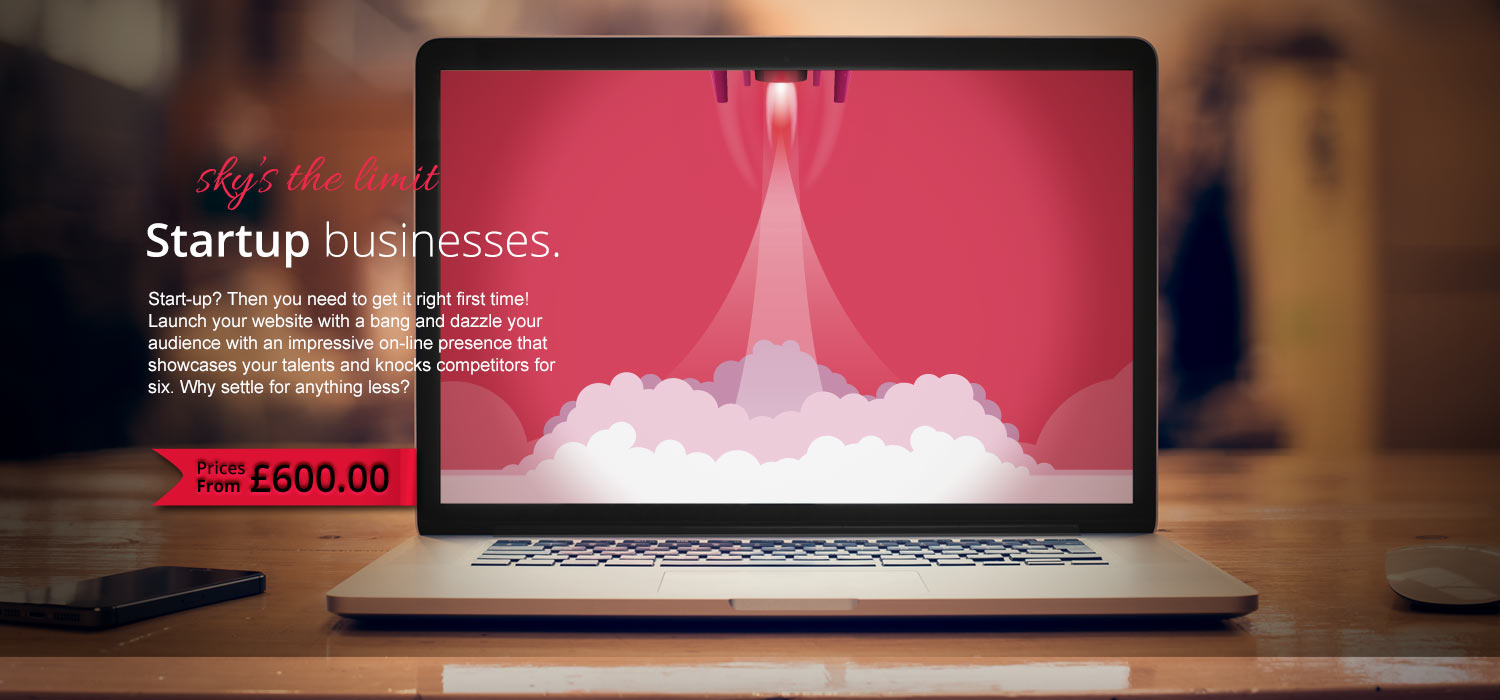 sky's the limit
Startup businesses.
Start-up? Then you need to get it right first time!
Launch your website with a bang and dazzle your
audience with an impressive on-line presence that
showcases your talents and knocks competitors for
six. Why settle for anything less?
Prices
From £600.00